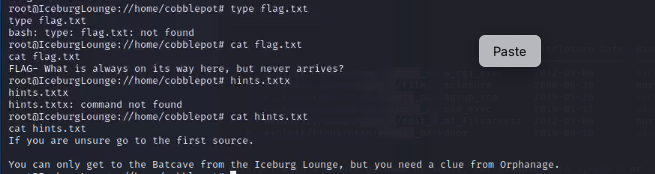 root@IceburgLounge://home/cobblepot# type flag.txt
type flag.txt
bash: type: flag.txt: not found
root@IceburgLounge://home/cobblepot# cat flag.txt
cat flag.txt
FLAG- What is always on its way here, but never arrives?
root@IceburgLounge://home/cobblepot# hints.txtx
hints.txtx
hints.txtx: command not found
root@IceburgLounge://home/cobblepot# cat hints.txt
cat hints.txt
If you are unsure go to the first source.
You can only get to the Batcave from the Iceburg Lounge, but you need a clue from Orphanage.
root@IceburgLounge://home/cobblepot#
Paste